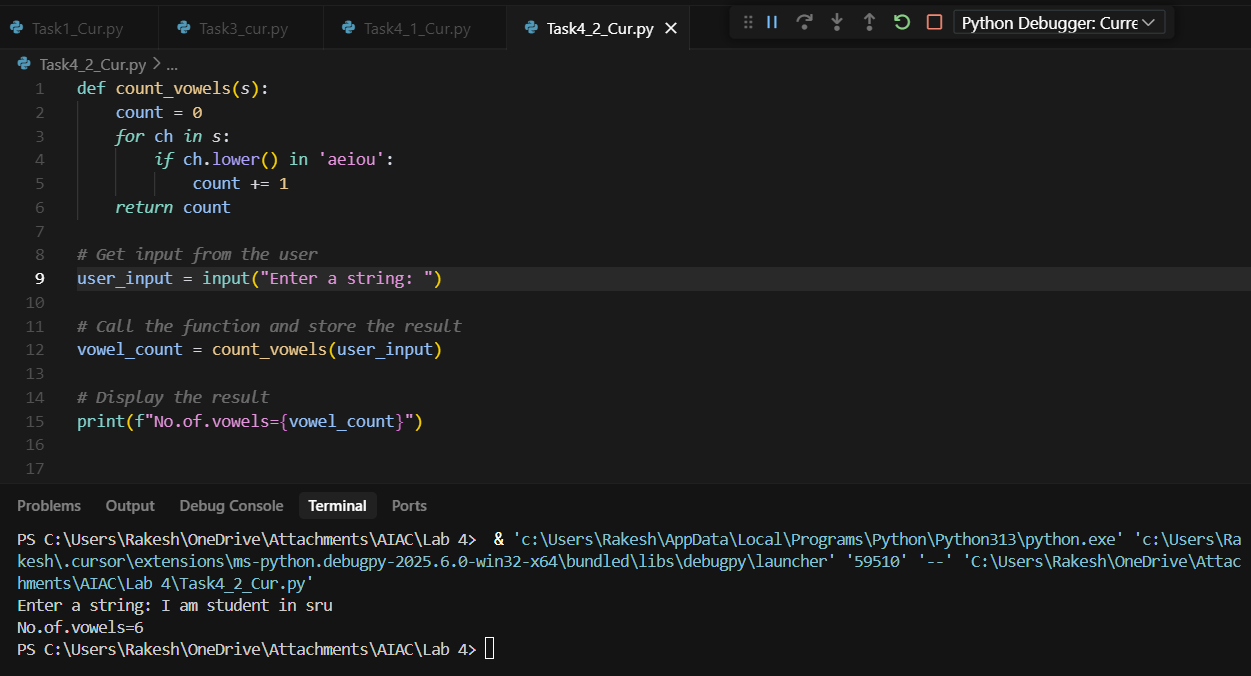 Task1_Cur.py Task3_cur.py Task4_1_Cur.py Task4_2_Cur.py Python Debugger: Curre
Task4_2_Cur.py > ...
1 def count_vowels(s):
2     count = 0
3     for ch in s:
4         if ch.lower() in 'aeiou':
5             count += 1
6     return count
7
8 # Get input from the user
9 user_input = input("Enter a string: ")
10
11 # Call the function and store the result
12 vowel_count = count_vowels(user_input)
13
14 # Display the result
15 print(f"No.of.vowels={vowel_count}")
16
17
Problems Output Debug Console Terminal Ports
PS C:\Users\Rakesh\OneDrive\Attachments\AIAC\Lab 4>  & 'c:\Users\Rakesh\AppData\Local\Programs\Python\Python313\python.exe' 'c:\Users\Ra
kesh\.cursor\extensions\ms-python.debugpy-2025.6.0-win32-x64\bundled\libs\debugpy\launcher' '59510' '--' 'C:\Users\Rakesh\OneDrive\Attac
hments\AIAC\Lab 4\Task4_2_Cur.py'
Enter a string: I am student in sru
No.of.vowels=6
PS C:\Users\Rakesh\OneDrive\Attachments\AIAC\Lab 4>